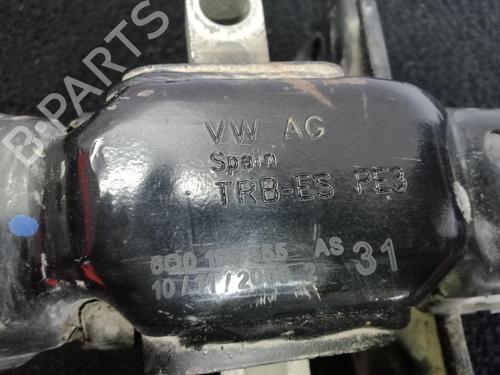 B-PARTS
VW AG
Spain
TRB-ES PE3
AS 31